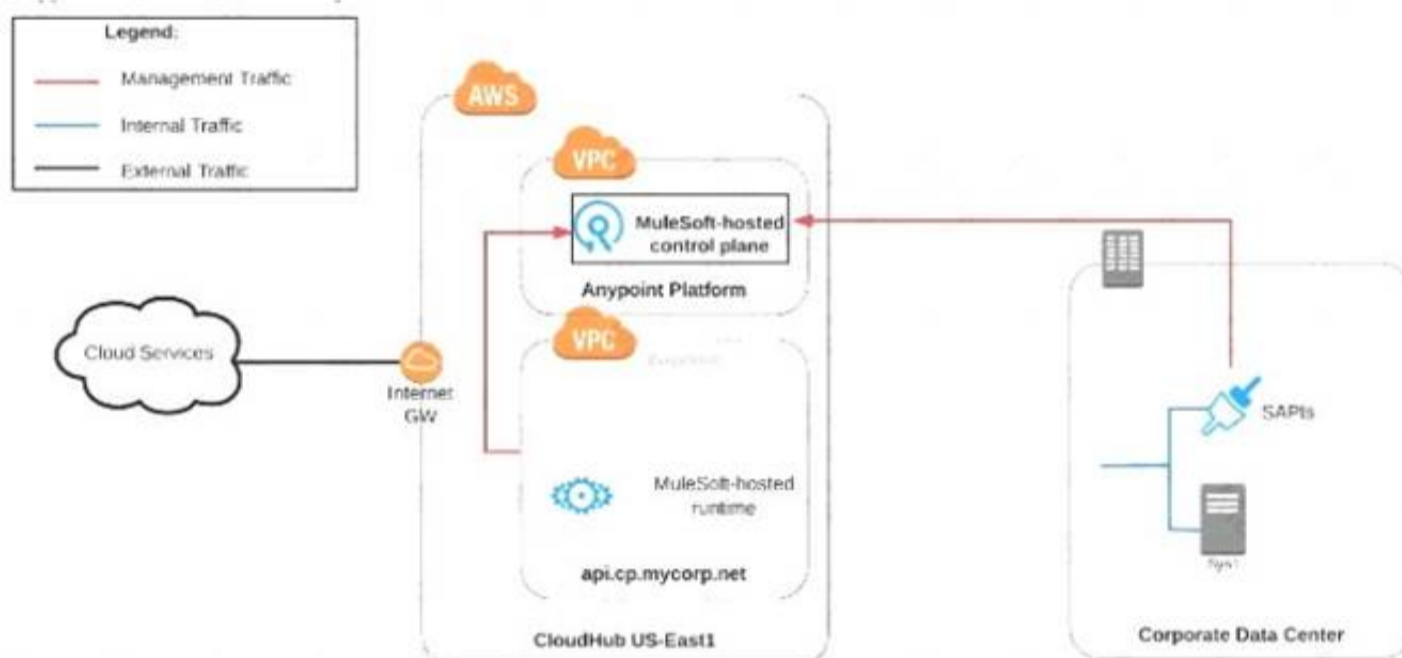 Legend:
Management Traffic
Internal Traffic
External Traffic
AWS
VPC
MuleSoft-hosted
control plane
Anypoint Platform
VPC
Cloud Services
Internet
GW
MuleSoft-hosted
runtime
api.cp.mycorp.net
CloudHub US-East1
SAPIs
Corporate Data Center